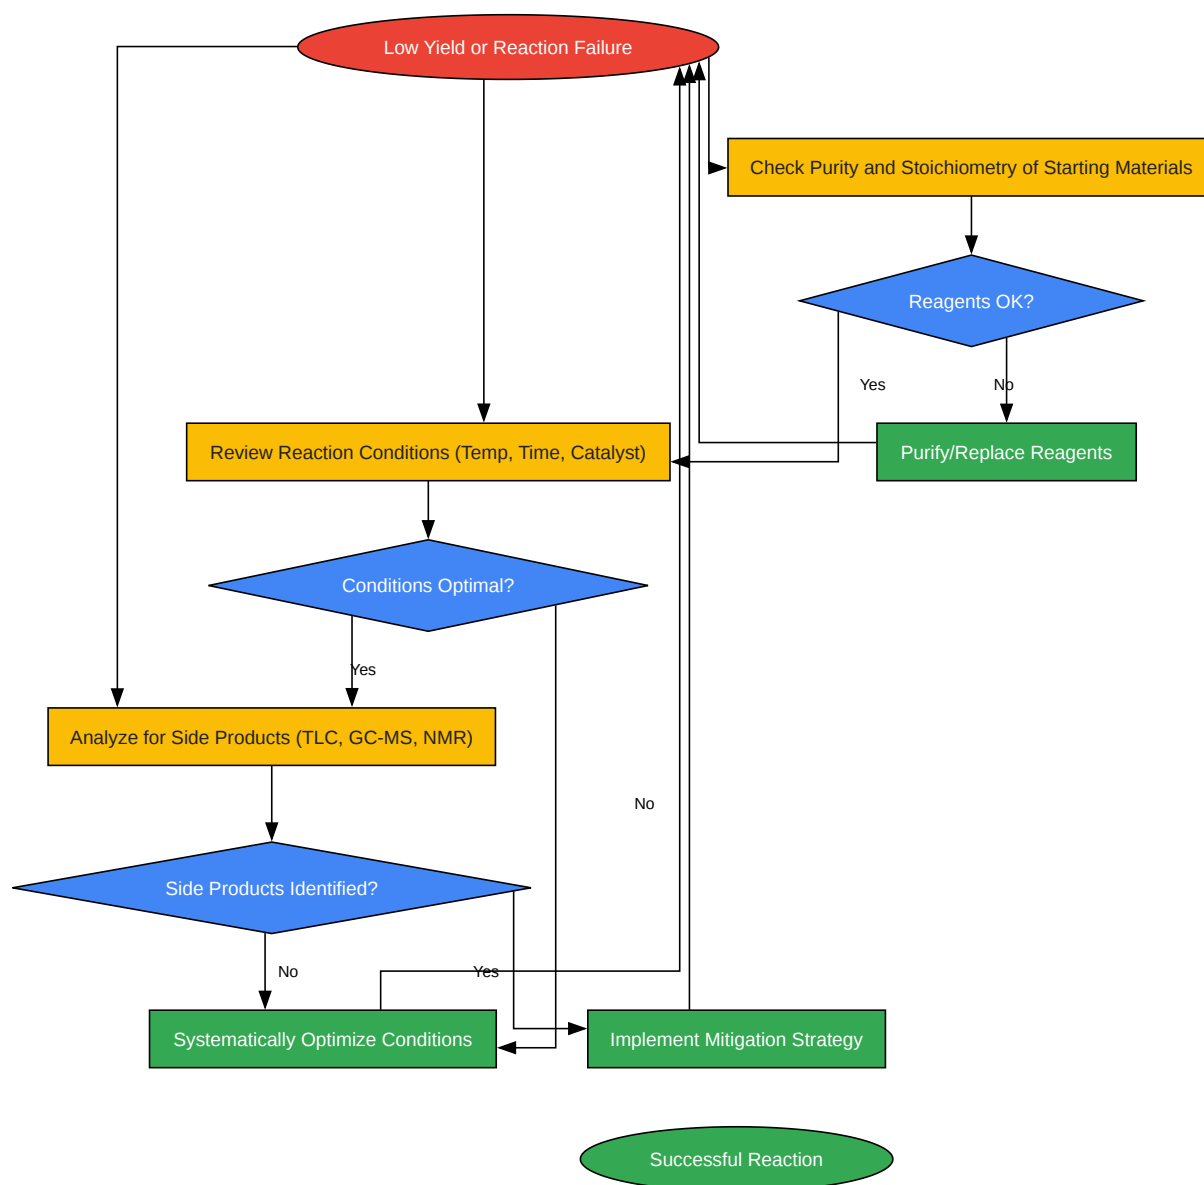 Low Yield or Reaction Failure
Check Purity and Stoichiometry of Starting Materials
Reagents OK?
Yes
No
Review Reaction Conditions (Temp, Time, Catalyst)
Purify/Replace Reagents
Conditions Optimal?
Yes
Analyze for Side Products (TLC, GC-MS, NMR)
No
Side Products Identified?
No
Yes
Systematically Optimize Conditions
Implement Mitigation Strategy
Successful Reaction